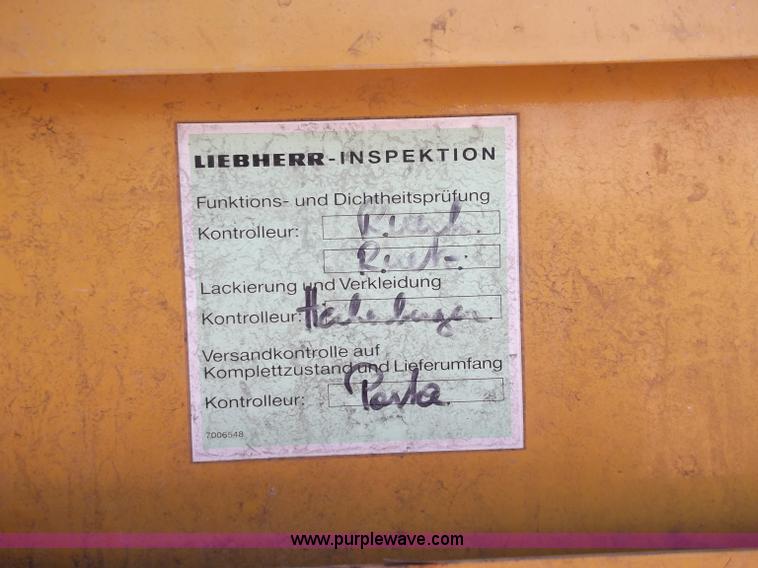 LIEBHERR-INSPEKTION
Funktions- und Dichtheitsprüfung
Kontrolleur:
Lackierung und Verkleidung
Kontrolleur:
Versandkontrolle auf
Komplettzustand und Lieferumfang
Kontrolleur:
7006548
www.purplewave.com